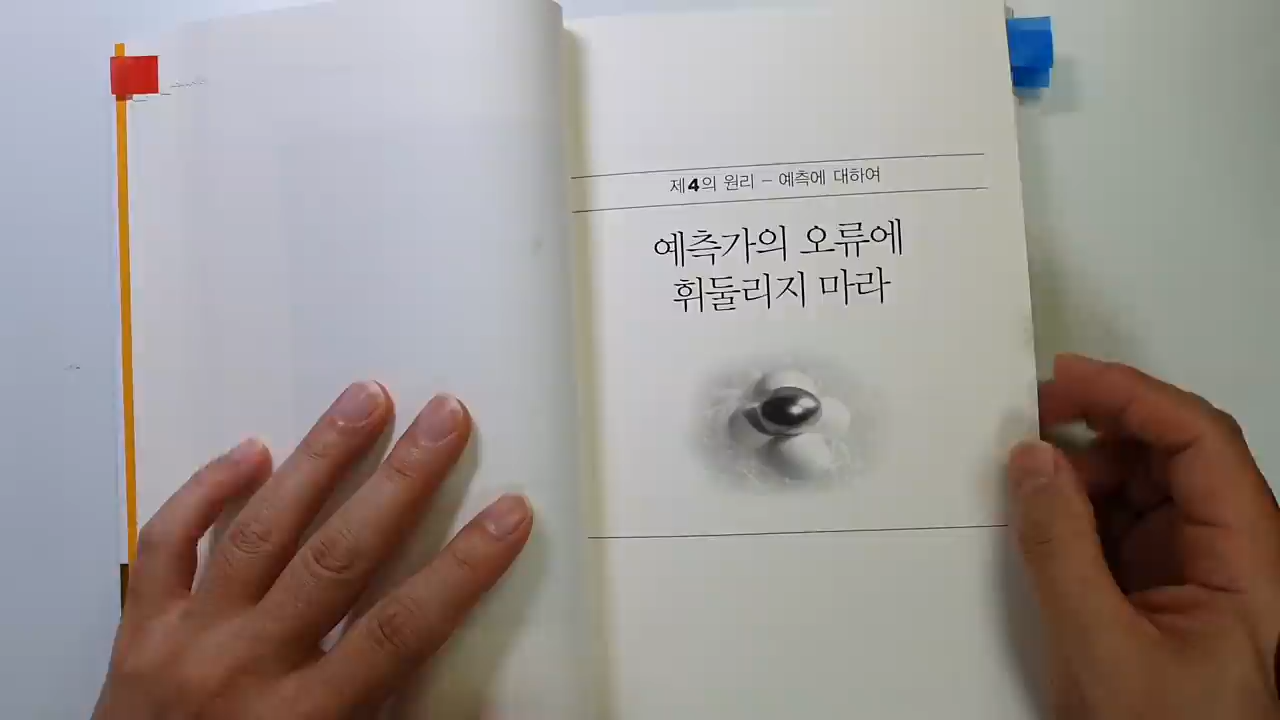 제4의 원리 – 예측에 대하여
예측가의 오류에
휘둘리지 마라